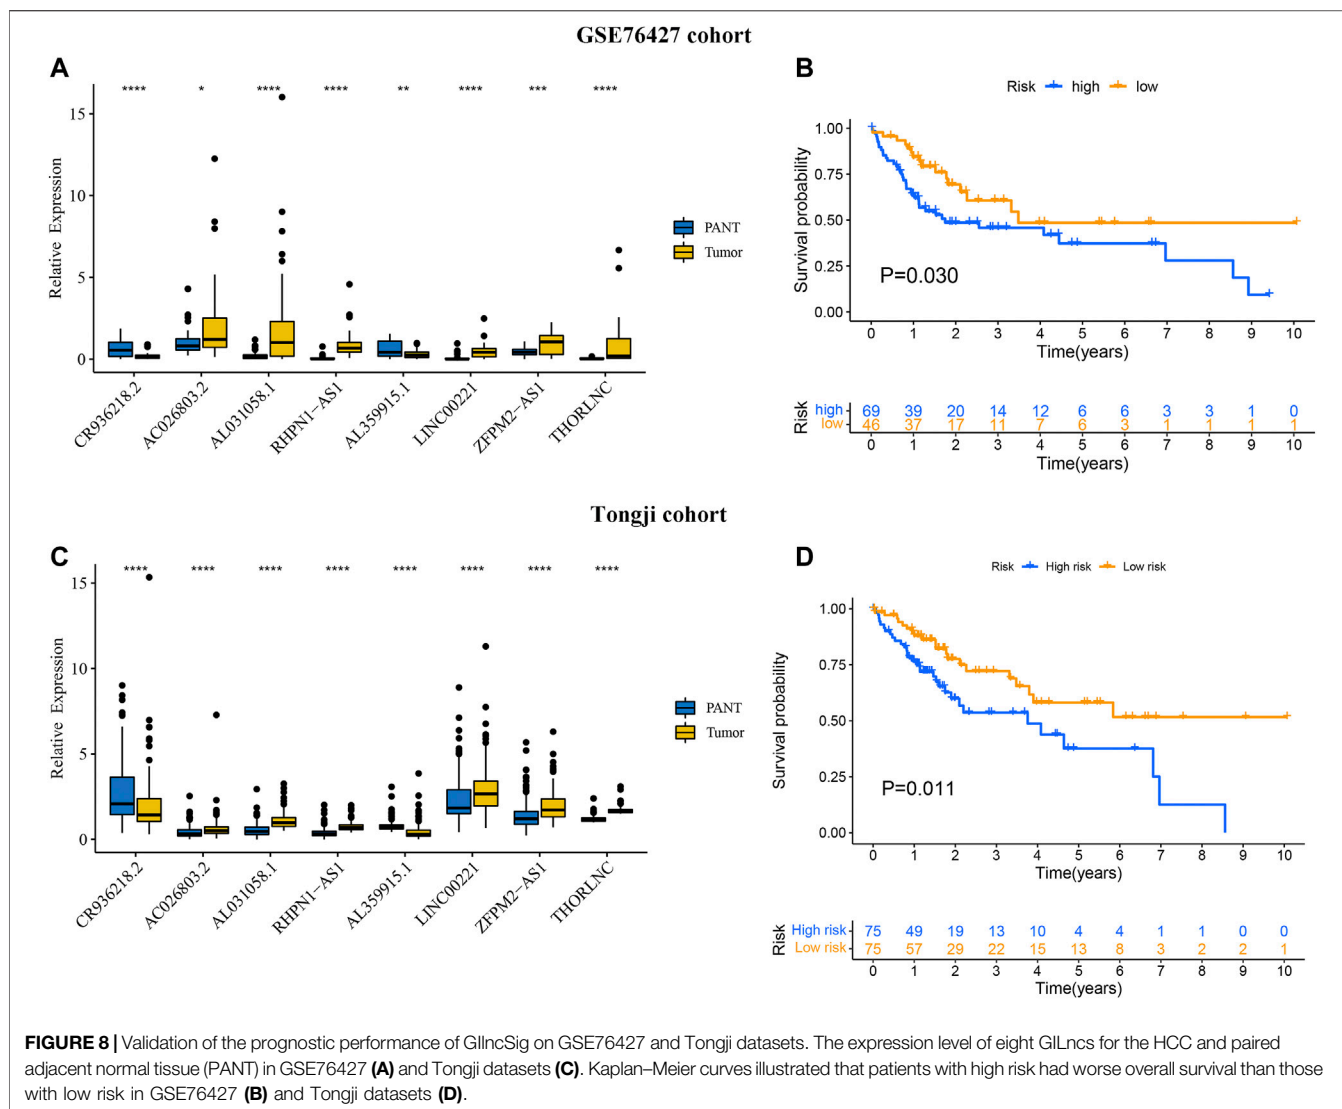 GSE76427 cohort
A
**** * **** **** ** **** *** ****
Relative Expression
15
10
5
0
PANT
Tumor
CR936218.2 AC026803.2 AL031058.1 RHPN1−AS1 AL359915.1 LINC00221 ZFPM2−AS1 THORLNC
B
Risk high low
Survival probability
1.00
0.75
0.50
0.25
0.00
P=0.030
0 1 2 3 4 5 6 7 8 9 10
Time(years)
Risk
high 69 39 20 14 12 6 6 3 3 1 0
low 46 37 17 11 7 6 3 1 1 1 1
0 1 2 3 4 5 6 7 8 9 10
Time(years)
Tongji cohort
C
**** **** **** **** **** **** **** ****
Relative Expression
15
10
5
0
PANT
Tumor
CR936218.2 AC026803.2 AL031058.1 RHPN1−AS1 AL359915.1 LINC00221 ZFPM2−AS1 THORLNC
D
Risk High risk Low risk
Survival probability
1.00
0.75
0.50
0.25
0.00
P=0.011
0 1 2 3 4 5 6 7 8 9 10
Time(years)
Risk
High risk 75 49 19 13 10 4 4 1 1 0 0
Low risk 75 57 29 22 15 13 8 3 2 2 1
0 1 2 3 4 5 6 7 8 9 10
Time(years)
FIGURE 8 | Validation of the prognostic performance of GIlncSig on GSE76427 and Tongji datasets. The expression level of eight GILncs for the HCC and paired
adjacent normal tissue (PANT) in GSE76427 (A) and Tongji datasets (C). Kaplan–Meier curves illustrated that patients with high risk had worse overall survival than those
with low risk in GSE76427 (B) and Tongji datasets (D).